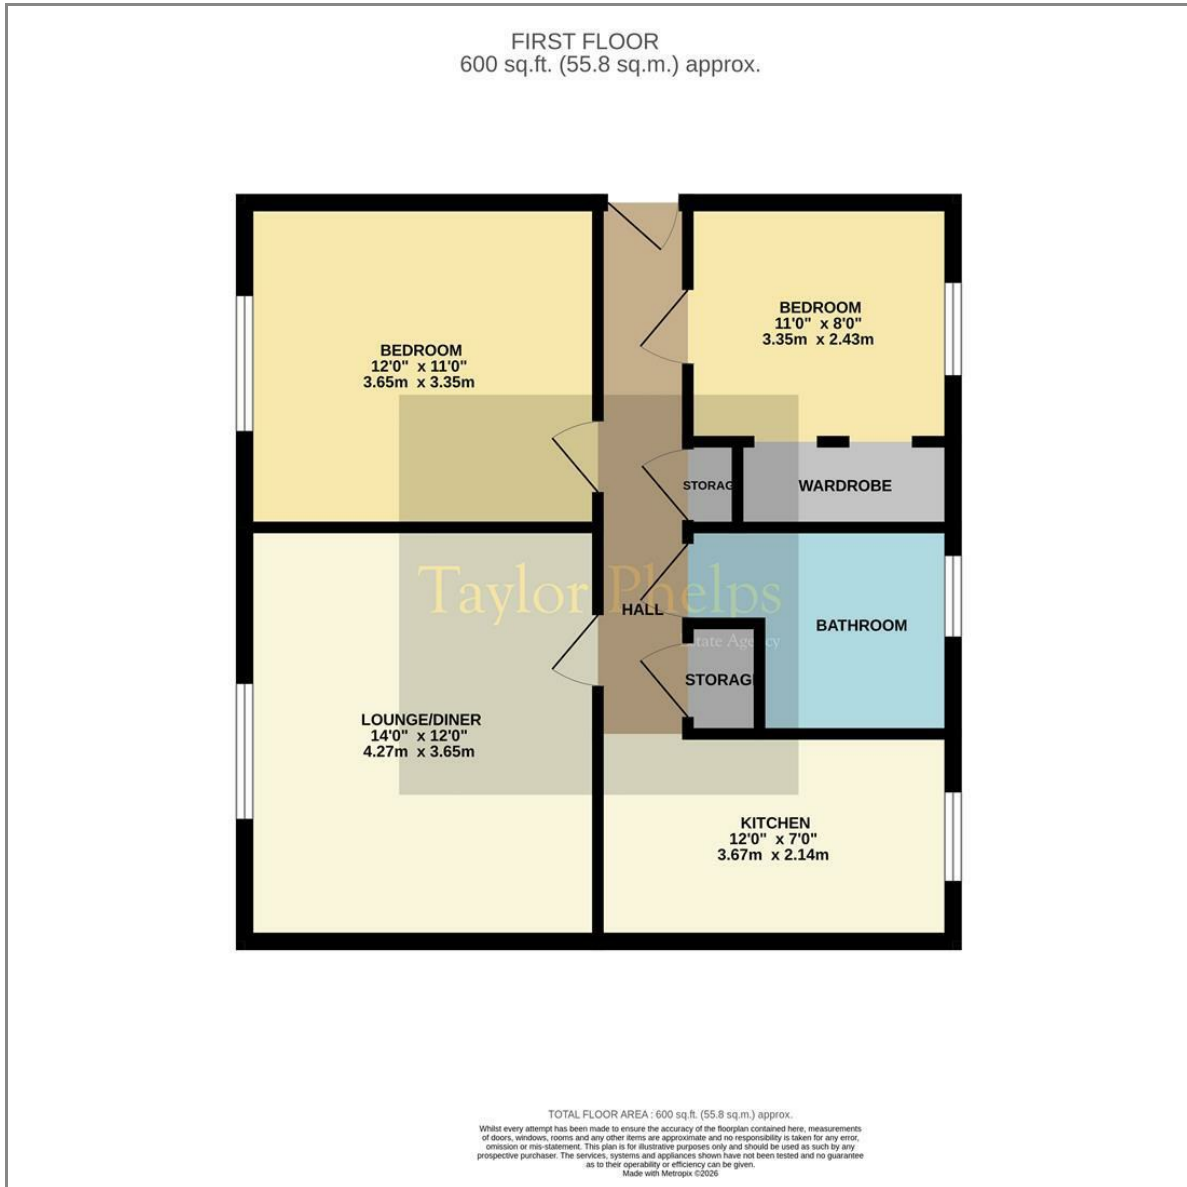 FIRST FLOOR
600 sq.ft. (55.8 sq.m.) approx.
BEDROOM
11'0" x 8'0"
3.35m x 2.43m
BEDROOM
12'0" x 11'0"
3.65m x 3.35m
STORAG
WARDROBE
Taylor Phelps
HALL
BATHROOM
state Agency
STORAG
LOUNGE/DINER
14'0" x 12'0"
4.27m x 3.65m
KITCHEN
12'0" x 7'0"
3.67m x 2.14m
TOTAL FLOOR AREA : 600 sq.ft. (55.8 sq.m.) approx.
Whilst every attempt has been made to ensure the accuracy of the floorplan contained here, measurements
of doors, windows, rooms and any other items are approximate and no responsibility is taken for any error,
omission or mis-statement. This plan is for illustrative purposes only and should be used as such by any
prospective purchaser. The services, systems and appliances shown have not been tested and no guarantee
as to their operability or efficiency can be given.
Made with Metropix ©2026